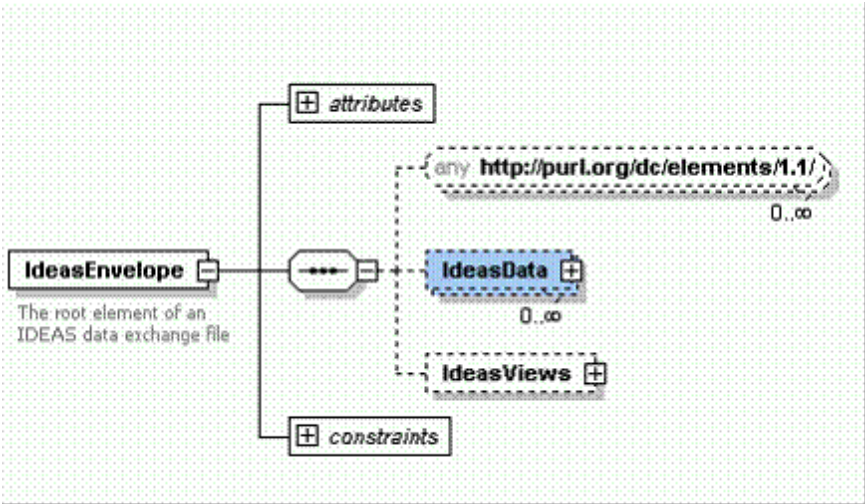 attributes
any http://purl.org/dc/elements/1.1/
0..∞
IdeasEnvelope
The root element of an
IDEAS data exchange file
IdeasData
0..∞
IdeasViews
constraints